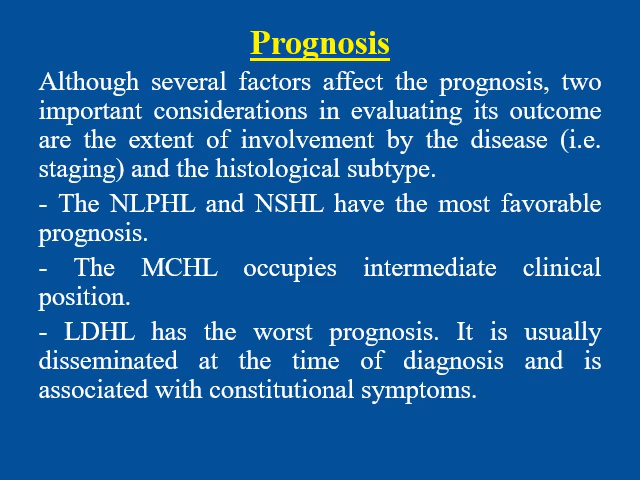 Prognosis
Although several factors affect the prognosis, two
important considerations in evaluating its outcome
are the extent of involvement by the disease (i.e.
staging) and the histological subtype.
- The NLPHL and NSHL have the most favorable
prognosis.
- The MCHL occupies intermediate clinical
position.
- LDHL has the worst prognosis. It is usually
disseminated at the time of diagnosis and is
associated with constitutional symptoms.